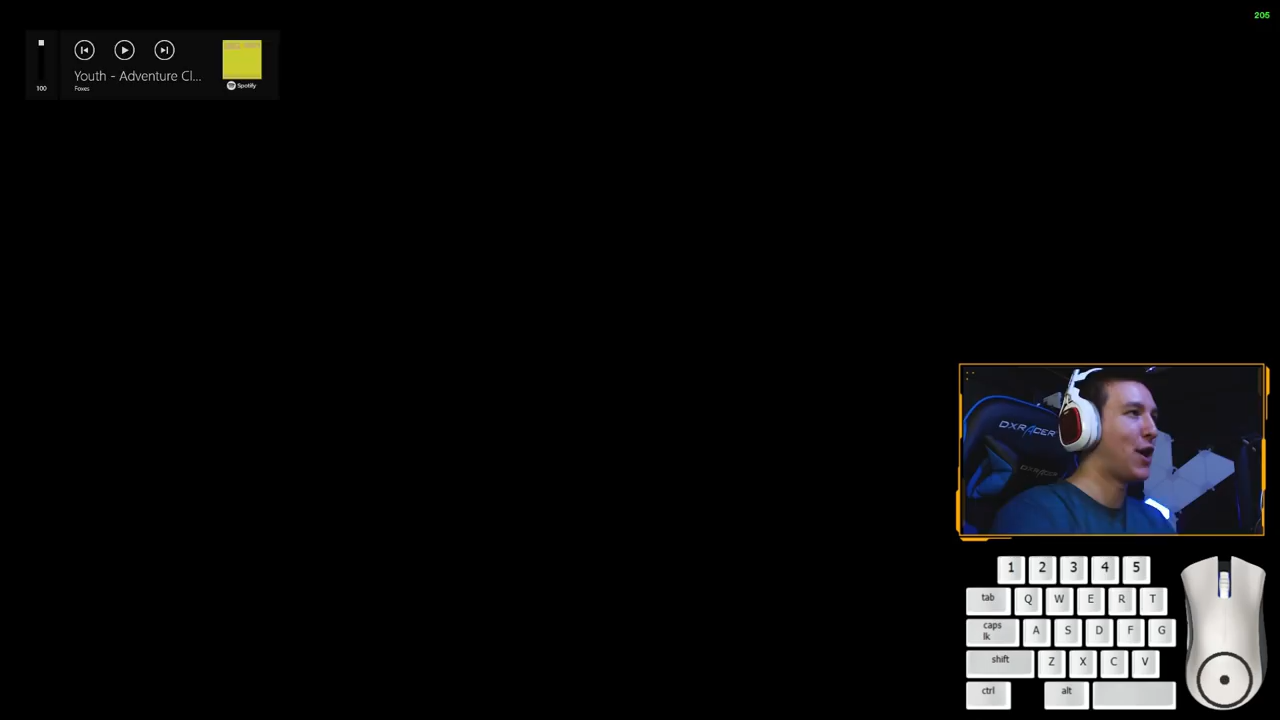 205
Youth - Adventure Cl...
Foxes
100
Spotify
DXRACER
DXRACER
1 2 3 4 5
tab Q W E R T
caps lk A S D F G
shift Z X C V
ctrl alt